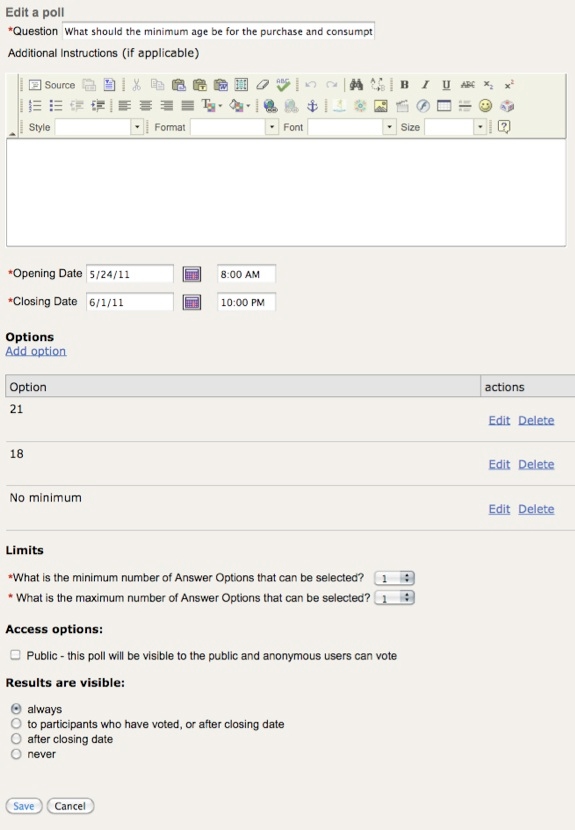 Edit a poll
*Question What should the minimum age be for the purchase and consumpt
Additional Instructions (if applicable)
Source ABC
B I U ABC x₂ x²
Style Format Font Size ?
*Opening Date 5/24/11 8:00 AM
*Closing Date 6/1/11 10:00 PM
Options
Add option
Option actions
21
Edit Delete
18
Edit Delete
No minimum
Edit Delete
Limits
*What is the minimum number of Answer Options that can be selected? 1
* What is the maximum number of Answer Options that can be selected? 1
Access options:
Public - this poll will be visible to the public and anonymous users can vote
Results are visible:
always
to participants who have voted, or after closing date
after closing date
never
Save Cancel